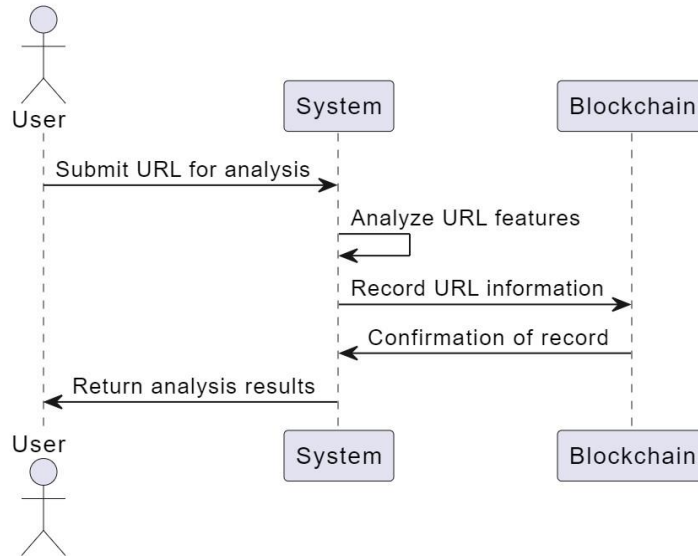 User
System
Blockchain
Submit URL for analysis
Analyze URL features
Record URL information
Confirmation of record
Return analysis results
User
System
Blockchain